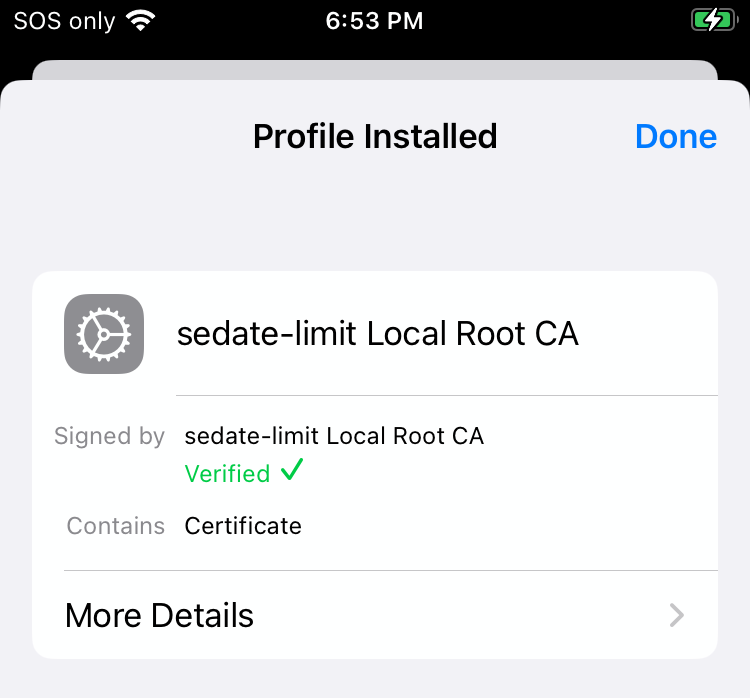 SOS only
6:53 PM
Profile Installed
Done
sedate-limit Local Root CA
Signed by sedate-limit Local Root CA
Verified ✓
Contains Certificate
More Details